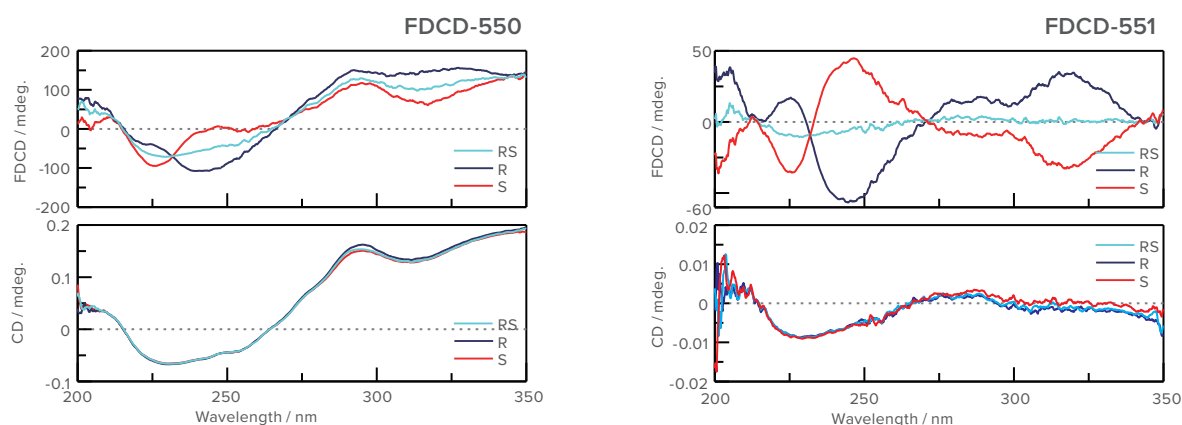 FDCD-550
200
100
0
-100
-200
FDCD / mdeg.
RS
R
S
0.2
0.1
0
-0.1
CD / mdeg.
RS
R
S
200
250
300
350
Wavelength / nm
FDCD-551
50
0
-60
FDCD / mdeg.
RS
R
S
0.02
0.01
0
-0.01
-0.02
CD / mdeg.
RS
R
S
200
250
300
350
Wavelength / nm